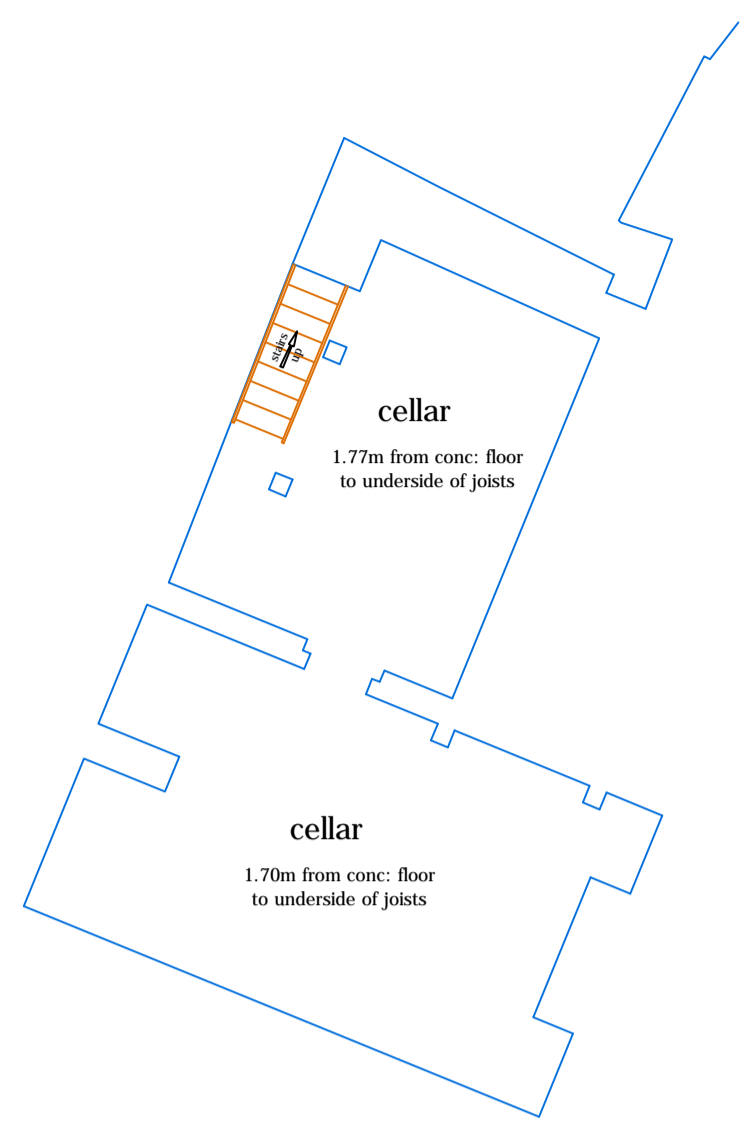 stairs
up
cellar
1.77m from conc: floor
to underside of joists
cellar
1.70m from conc: floor
to underside of joists